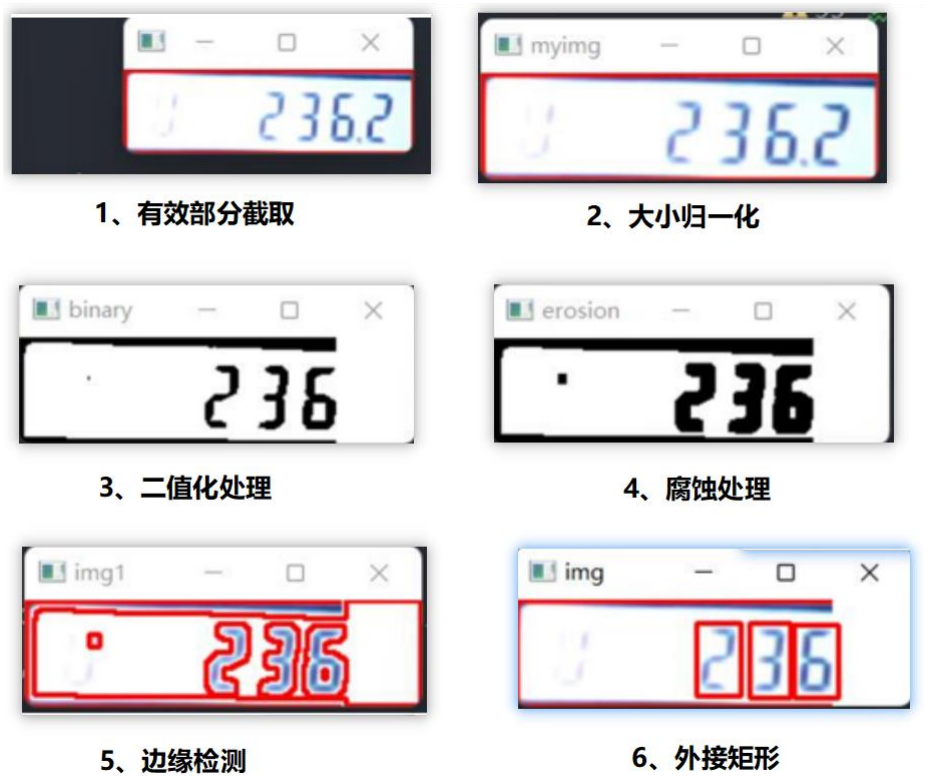 myimg
236.2
236.2
1、有效部分截取
2、大小归一化
binary
erosion
236
236
3、二值化处理
4、腐蚀处理
img1
img
236
236
5、边缘检测
6、外接矩形